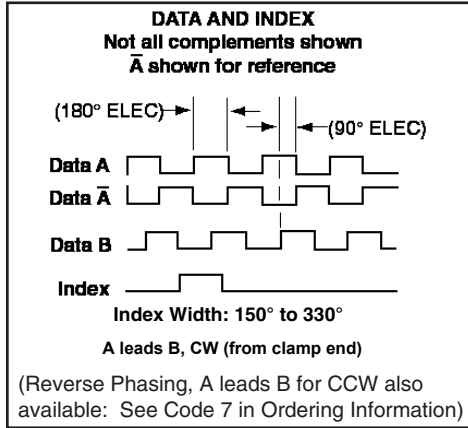 DATA AND INDEX
Not all complements shown
A̅ shown for reference
(180° ELEC)
(90° ELEC)
Data A
Data A̅
Data B
Index
Index Width: 150° to 330°
A leads B, CW (from clamp end)
(Reverse Phasing, A leads B for CCW also
available:  See Code 7 in Ordering Information)